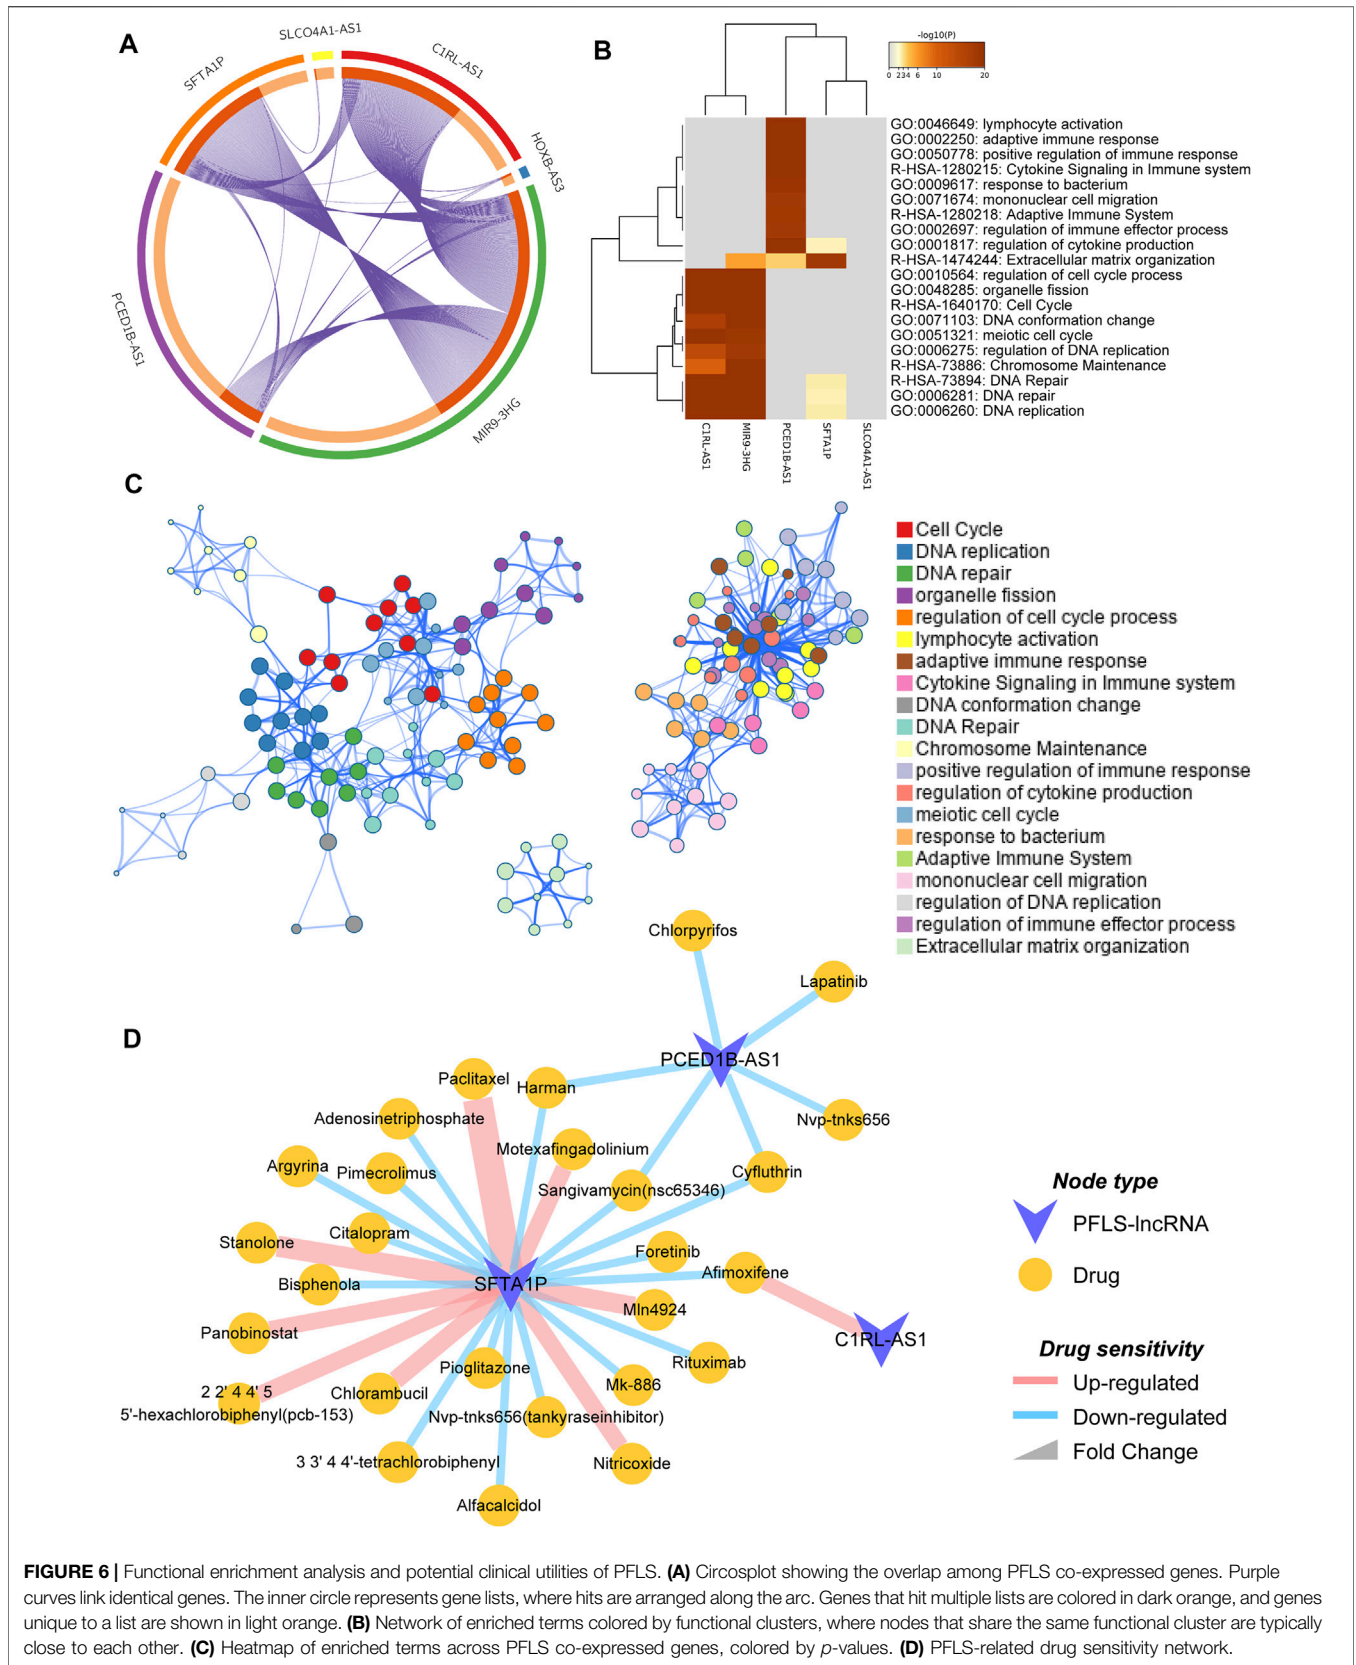 A
SLCO4A1-AS1
SFTA1P
C1RL-AS1
HOXB-AS3
PCED1B-AS1
MIR9-3HG
B
-log10(P)
0 2 3 4 6 10 20
GO:0046649: lymphocyte activation
GO:0002250: adaptive immune response
GO:0050778: positive regulation of immune response
R-HSA-1280215: Cytokine Signaling in Immune system
GO:0009617: response to bacterium
GO:0071674: mononuclear cell migration
R-HSA-1280218: Adaptive Immune System
GO:0002697: regulation of immune effector process
GO:0001817: regulation of cytokine production
R-HSA-1474244: Extracellular matrix organization
GO:0010564: regulation of cell cycle process
GO:0048285: organelle fission
R-HSA-1640170: Cell Cycle
GO:0071103: DNA conformation change
GO:0051321: meiotic cell cycle
GO:0006275: regulation of DNA replication
R-HSA-73886: Chromosome Maintenance
R-HSA-73894: DNA Repair
GO:0006281: DNA repair
GO:0006260: DNA replication
C1RL-AS1
MIR9-3HG
PCED1B-AS1
SFTA1P
SLCO4A1-AS1
C
Cell Cycle
DNA replication
DNA repair
organelle fission
regulation of cell cycle process
lymphocyte activation
adaptive immune response
Cytokine Signaling in Immune system
DNA conformation change
DNA Repair
Chromosome Maintenance
positive regulation of immune response
regulation of cytokine production
meiotic cell cycle
response to bacterium
Adaptive Immune System
mononuclear cell migration
regulation of DNA replication
regulation of immune effector process
Extracellular matrix organization
D
Chlorpyrifos
Lapatinib
PCED1B-AS1
Paclitaxel
Harman
Adenosinetriphosphate
Nvp-tnks656
Motexafingadolinium
Argyrina
Pimecrolimus
Cyfluthrin
Sangivamycin(nsc65346)
Citalopram
Stanolone
Foretinib
Afimoxifene
Bisphenola
SFTA1P
Mln4924
Panobinostat
C1RL-AS1
Pioglitazone
Rituximab
Mk-886
2 2' 4 4' 5
5'-hexachlorobiphenyl(pcb-153)
Chlorambucil
Nvp-tnks656(tankyraseinhibitor)
3 3' 4 4'-tetrachlorobiphenyl
Nitricoxide
Alfacalcidol
Node type
PFLS-lncRNA
Drug
Drug sensitivity
Up-regulated
Down-regulated
Fold Change
FIGURE 6 | Functional enrichment analysis and potential clinical utilities of PFLS. (A) Circosplot showing the overlap among PFLS co-expressed genes. Purple
curves link identical genes. The inner circle represents gene lists, where hits are arranged along the arc. Genes that hit multiple lists are colored in dark orange, and genes
unique to a list are shown in light orange. (B) Network of enriched terms colored by functional clusters, where nodes that share the same functional cluster are typically
close to each other. (C) Heatmap of enriched terms across PFLS co-expressed genes, colored by p-values. (D) PFLS-related drug sensitivity network.